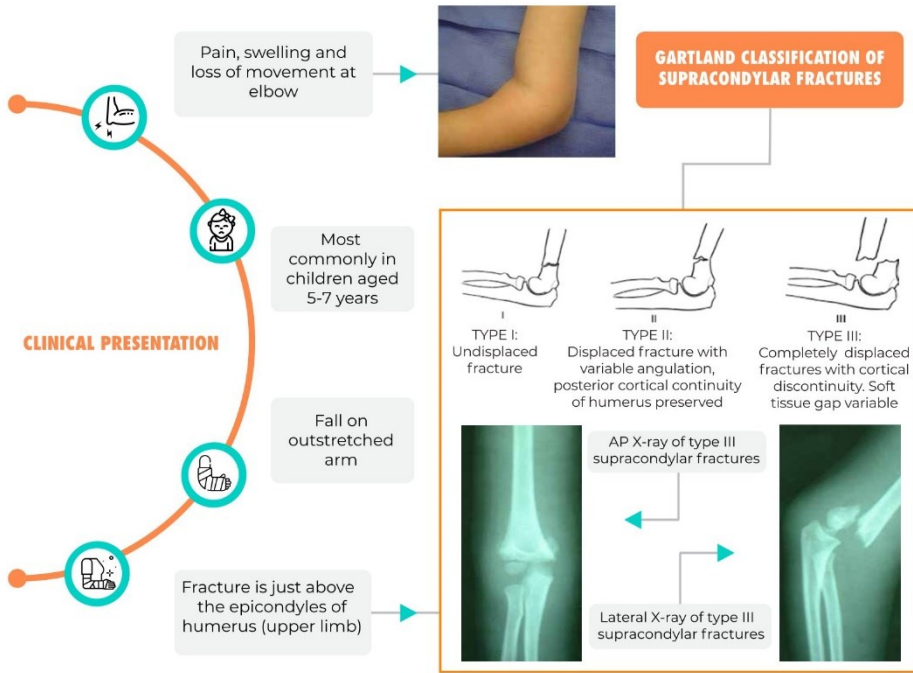 Pain, swelling and
loss of movement at
elbow
GARTLAND CLASSIFICATION OF
SUPRACONDYLAR FRACTURES
Most
commonly in
children aged
5-7 years
CLINICAL PRESENTATION
I
TYPE I:
Undisplaced
fracture
II
TYPE II:
Displaced fracture with
variable angulation,
posterior cortical continuity
of humerus preserved
III
TYPE III:
Completely displaced
fractures with cortical
discontinuity. Soft
tissue gap variable
Fall on
outstretched
arm
AP X-ray of type III
supracondylar fractures
Fracture is just above
the epicondyles of
humerus (upper limb)
Lateral X-ray of type III
supracondylar fractures